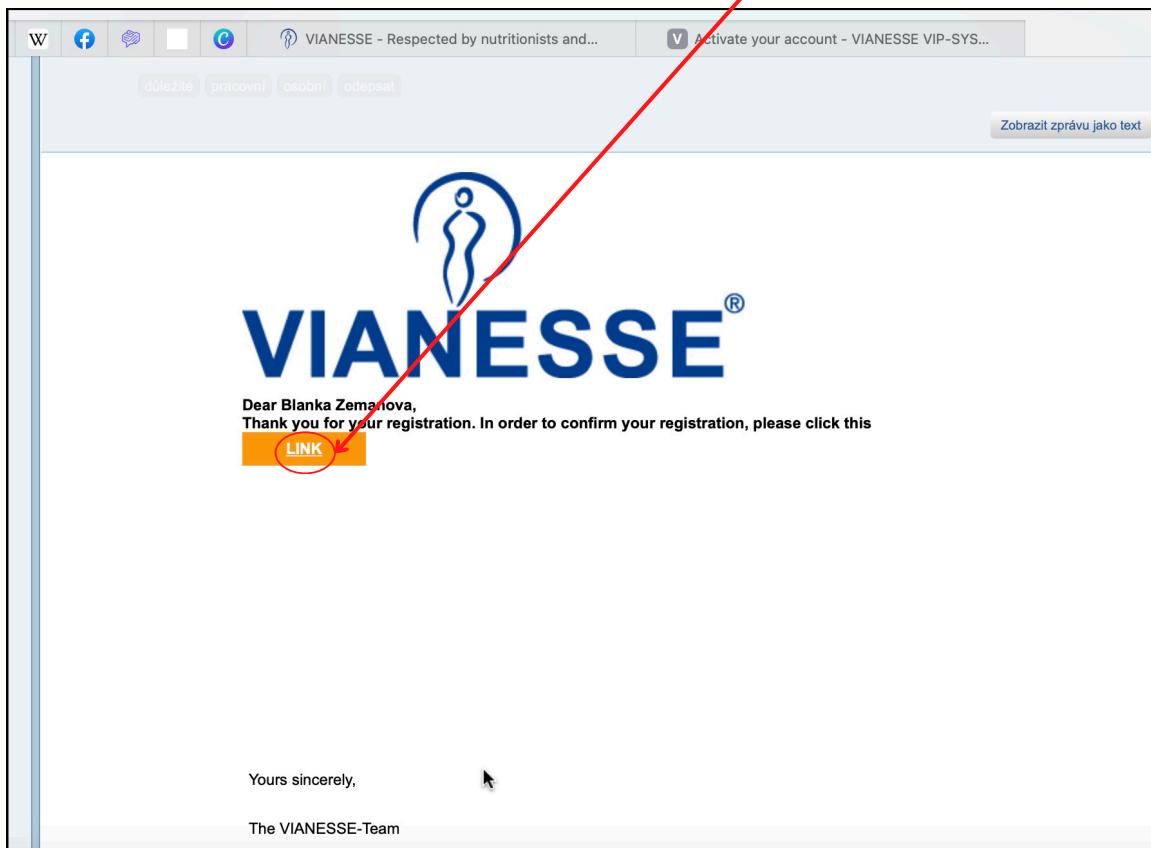 W
VIANESSE - Respected by nutritionists and...
V Activate your account - VIANESSE VIP-SYS...
důležité pracovní osobní odepsat
Zobrazit zprávu jako text
VIANESSE®
Dear Blanka Zemanova,
Thank you for your registration. In order to confirm your registration, please click this
LINK
Yours sincerely,
The VIANESSE-Team